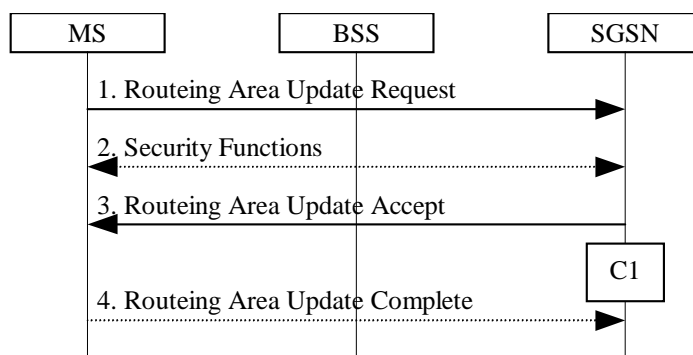 MS
BSS
SGSN
1. Routeing Area Update Request
2. Security Functions
3. Routeing Area Update Accept
C1
4. Routeing Area Update Complete